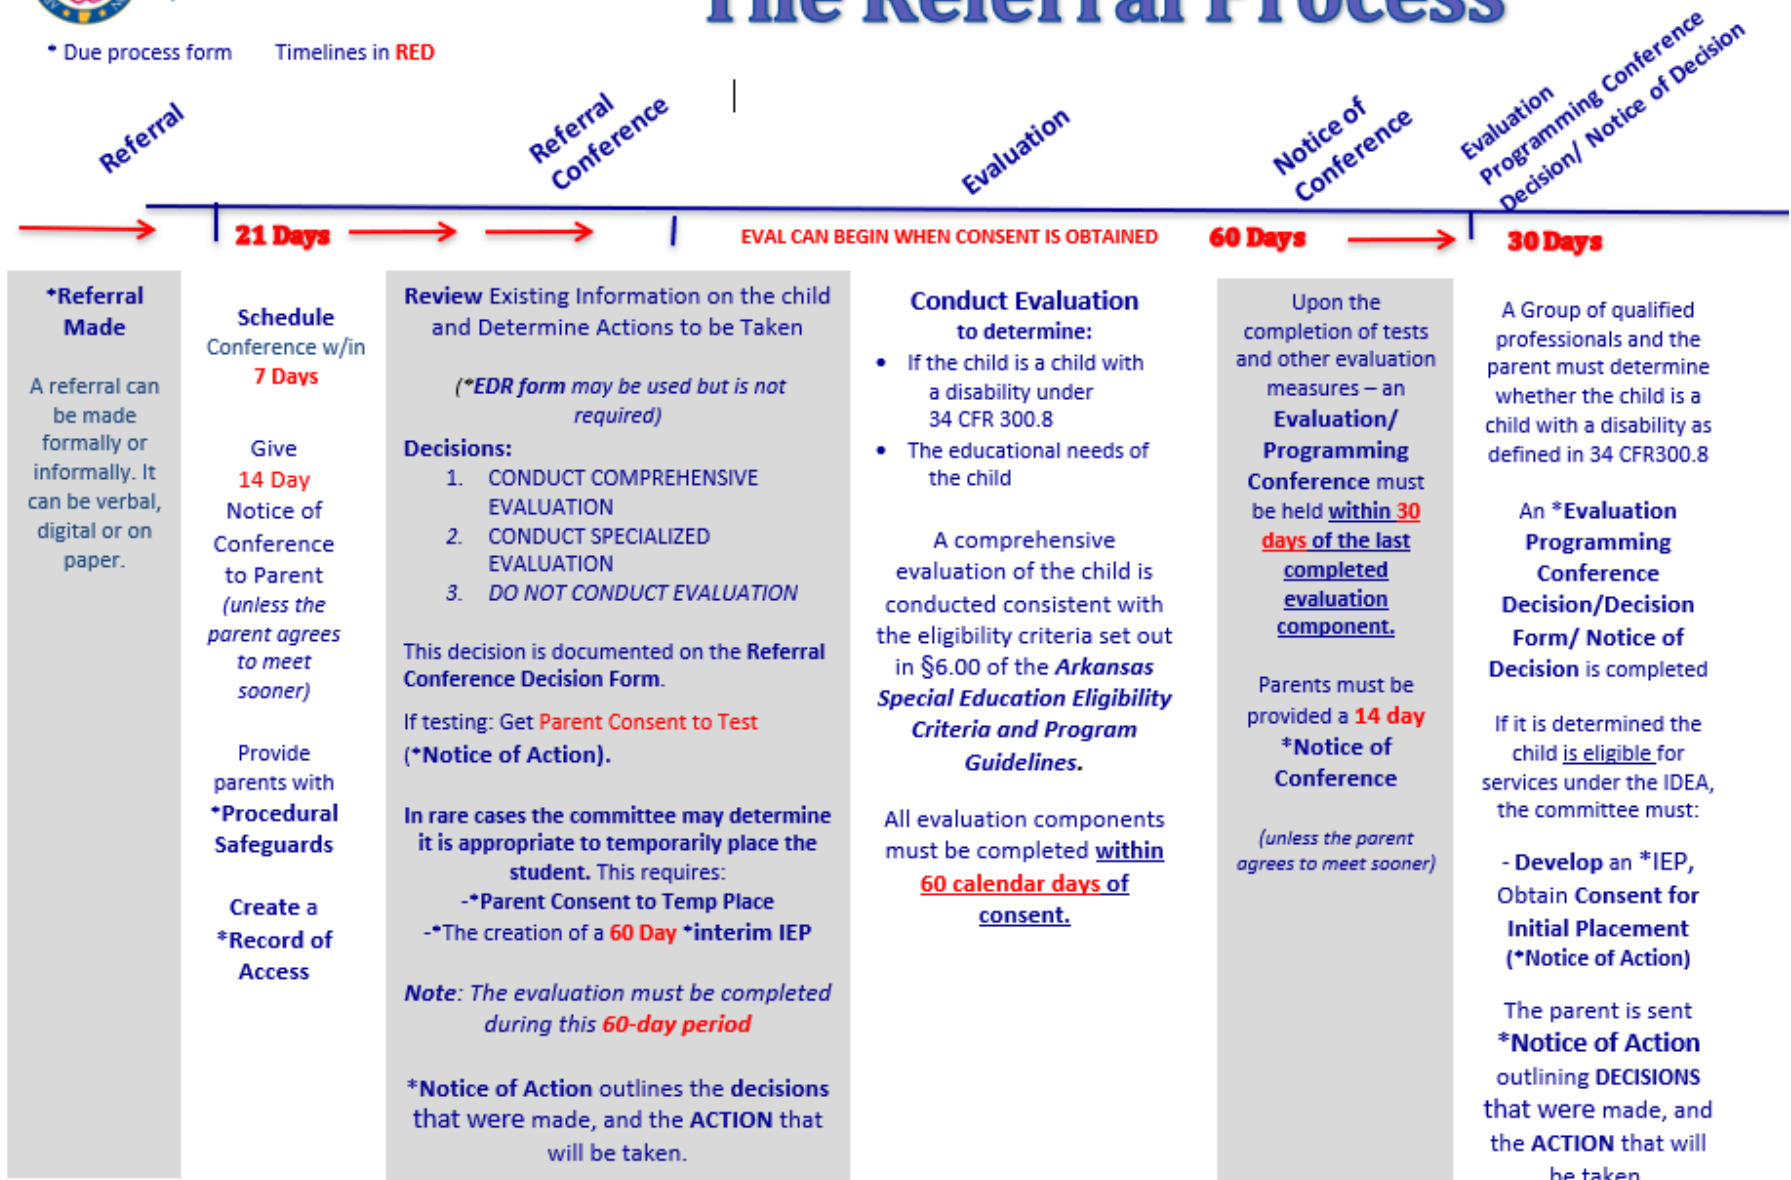 The Referral Process
* Due process form Timelines in RED
Referral
Referral
Conference
Evaluation
Notice of
Conference
Evaluation
Programming Conference
Decision/ Notice of Decision
21 Days
EVAL CAN BEGIN WHEN CONSENT IS OBTAINED
60 Days
30 Days
*Referral
Made
A referral can
be made
formally or
informally. It
can be verbal,
digital or on
paper.
Schedule
Conference w/in
7 Days
Give
14 Day
Notice of
Conference
to Parent
(unless the
parent agrees
to meet
sooner)
Provide
parents with
*Procedural
Safeguards
Create a
*Record of
Access
Review Existing Information on the child
and Determine Actions to be Taken
(*EDR form may be used but is not
required)
Decisions:
1. CONDUCT COMPREHENSIVE
EVALUATION
2. CONDUCT SPECIALIZED
EVALUATION
3. DO NOT CONDUCT EVALUATION
This decision is documented on the Referral
Conference Decision Form.
If testing: Get Parent Consent to Test
(*Notice of Action).
In rare cases the committee may determine
it is appropriate to temporarily place the
student. This requires:
-*Parent Consent to Temp Place
-*The creation of a 60 Day *interim IEP
Note: The evaluation must be completed
during this 60-day period
*Notice of Action outlines the decisions
that were made, and the ACTION that
will be taken.
Conduct Evaluation
to determine:
• If the child is a child with
a disability under
34 CFR 300.8
• The educational needs of
the child
A comprehensive
evaluation of the child is
conducted consistent with
the eligibility criteria set out
in §6.00 of the Arkansas
Special Education Eligibility
Criteria and Program
Guidelines.
All evaluation components
must be completed within
60 calendar days of
consent.
Upon the
completion of tests
and other evaluation
measures – an
Evaluation/
Programming
Conference must
be held within 30
days of the last
completed
evaluation
component.
Parents must be
provided a 14 day
*Notice of
Conference
(unless the parent
agrees to meet sooner)
A Group of qualified
professionals and the
parent must determine
whether the child is a
child with a disability as
defined in 34 CFR300.8
An *Evaluation
Programming
Conference
Decision/Decision
Form/ Notice of
Decision is completed
If it is determined the
child is eligible for
services under the IDEA,
the committee must:
- Develop an *IEP,
Obtain Consent for
Initial Placement
(*Notice of Action)
The parent is sent
*Notice of Action
outlining DECISIONS
that were made, and
the ACTION that will
be taken